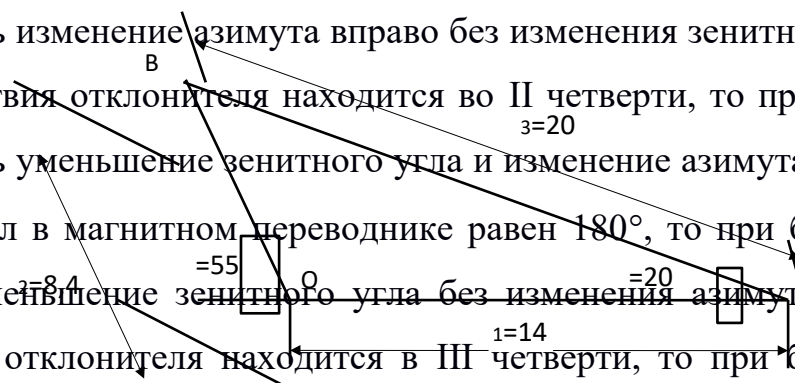 ь изменение азимута вправо без изменения зенитн
В
твия отклонителя находится во II четверти, то пр
3=20
ь уменьшение зенитного угла и изменение азимута
л в магнитном переводнике равен 180°, то при б
=55
О
=20
2=8,4
еньшение зенитного угла без изменения азимут
1=14
отклонителя находится в III четверти, то при б